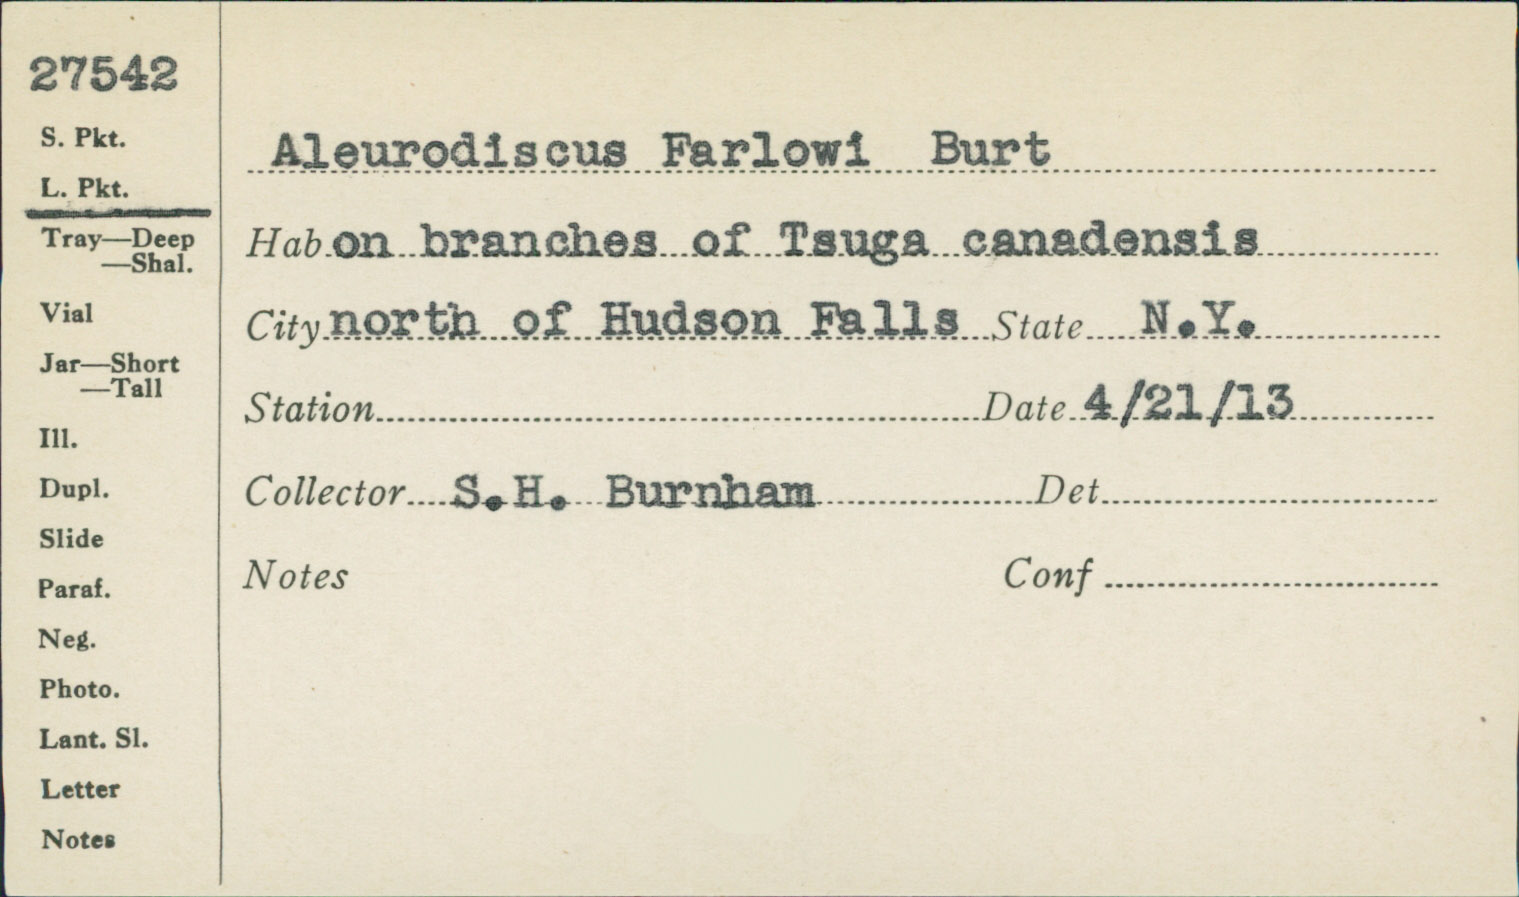 27542
S. Pkt.
L. Pkt.
Tray—Deep
—Shal.
Vial
Jar—Short
—Tall
Ill.
Dupl.
Slide
Paraf.
Neg.
Photo.
Lant. Sl.
Letter
Notes
Aleurodiscus Farlowi Burt
Hab on branches of Tsuga canadensis
City north of Hudson Falls State N.Y.
Station Date 4/21/13
Collector S.H. Burnham Det
Notes Conf